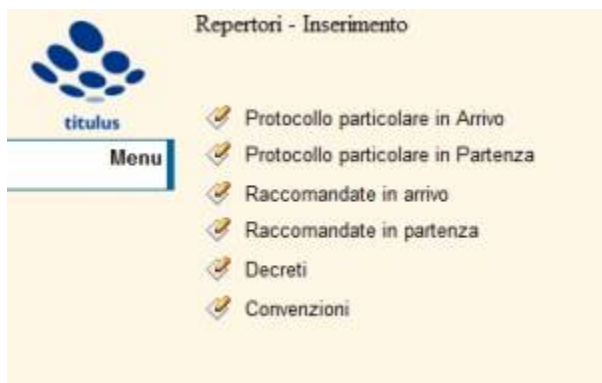 Repertori - Inserimento
titulus
Menu
Protocollo particolare in Arrivo
Protocollo particolare in Partenza
Raccomandate in arrivo
Raccomandate in partenza
Decreti
Convenzioni